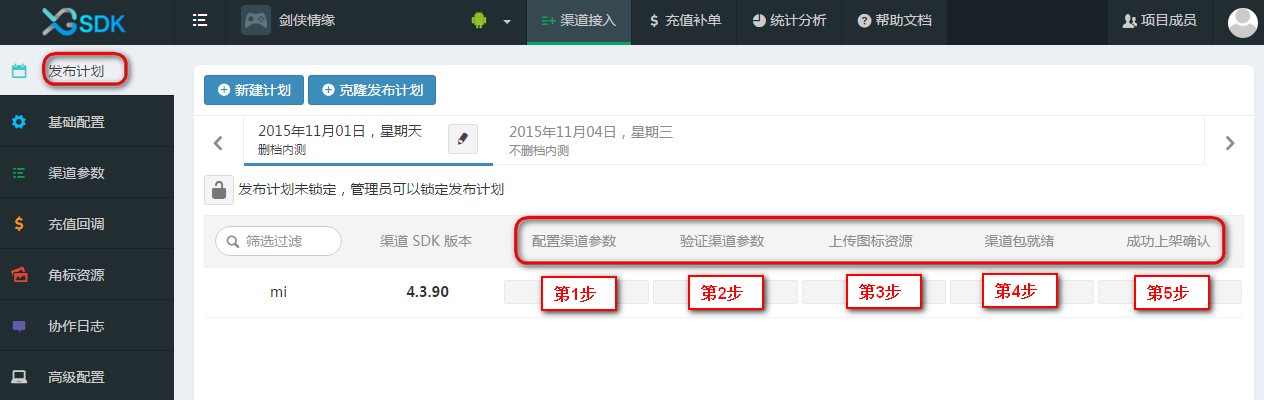 XGSDK
剑侠情缘
渠道接入
$ 充值补单
统计分析
帮助文档
项目成员
发布计划
基础配置
渠道参数
充值回调
角标资源
协作日志
高级配置
新建计划
克隆发布计划
2015年11月01日，星期天
删档内测
2015年11月04日，星期三
不删档内测
发布计划未锁定，管理员可以锁定发布计划
筛选过滤
渠道 SDK 版本
配置渠道参数
验证渠道参数
上传图标资源
渠道包就绪
成功上架确认
mi
4.3.90
第1步
第2步
第3步
第4步
第5步